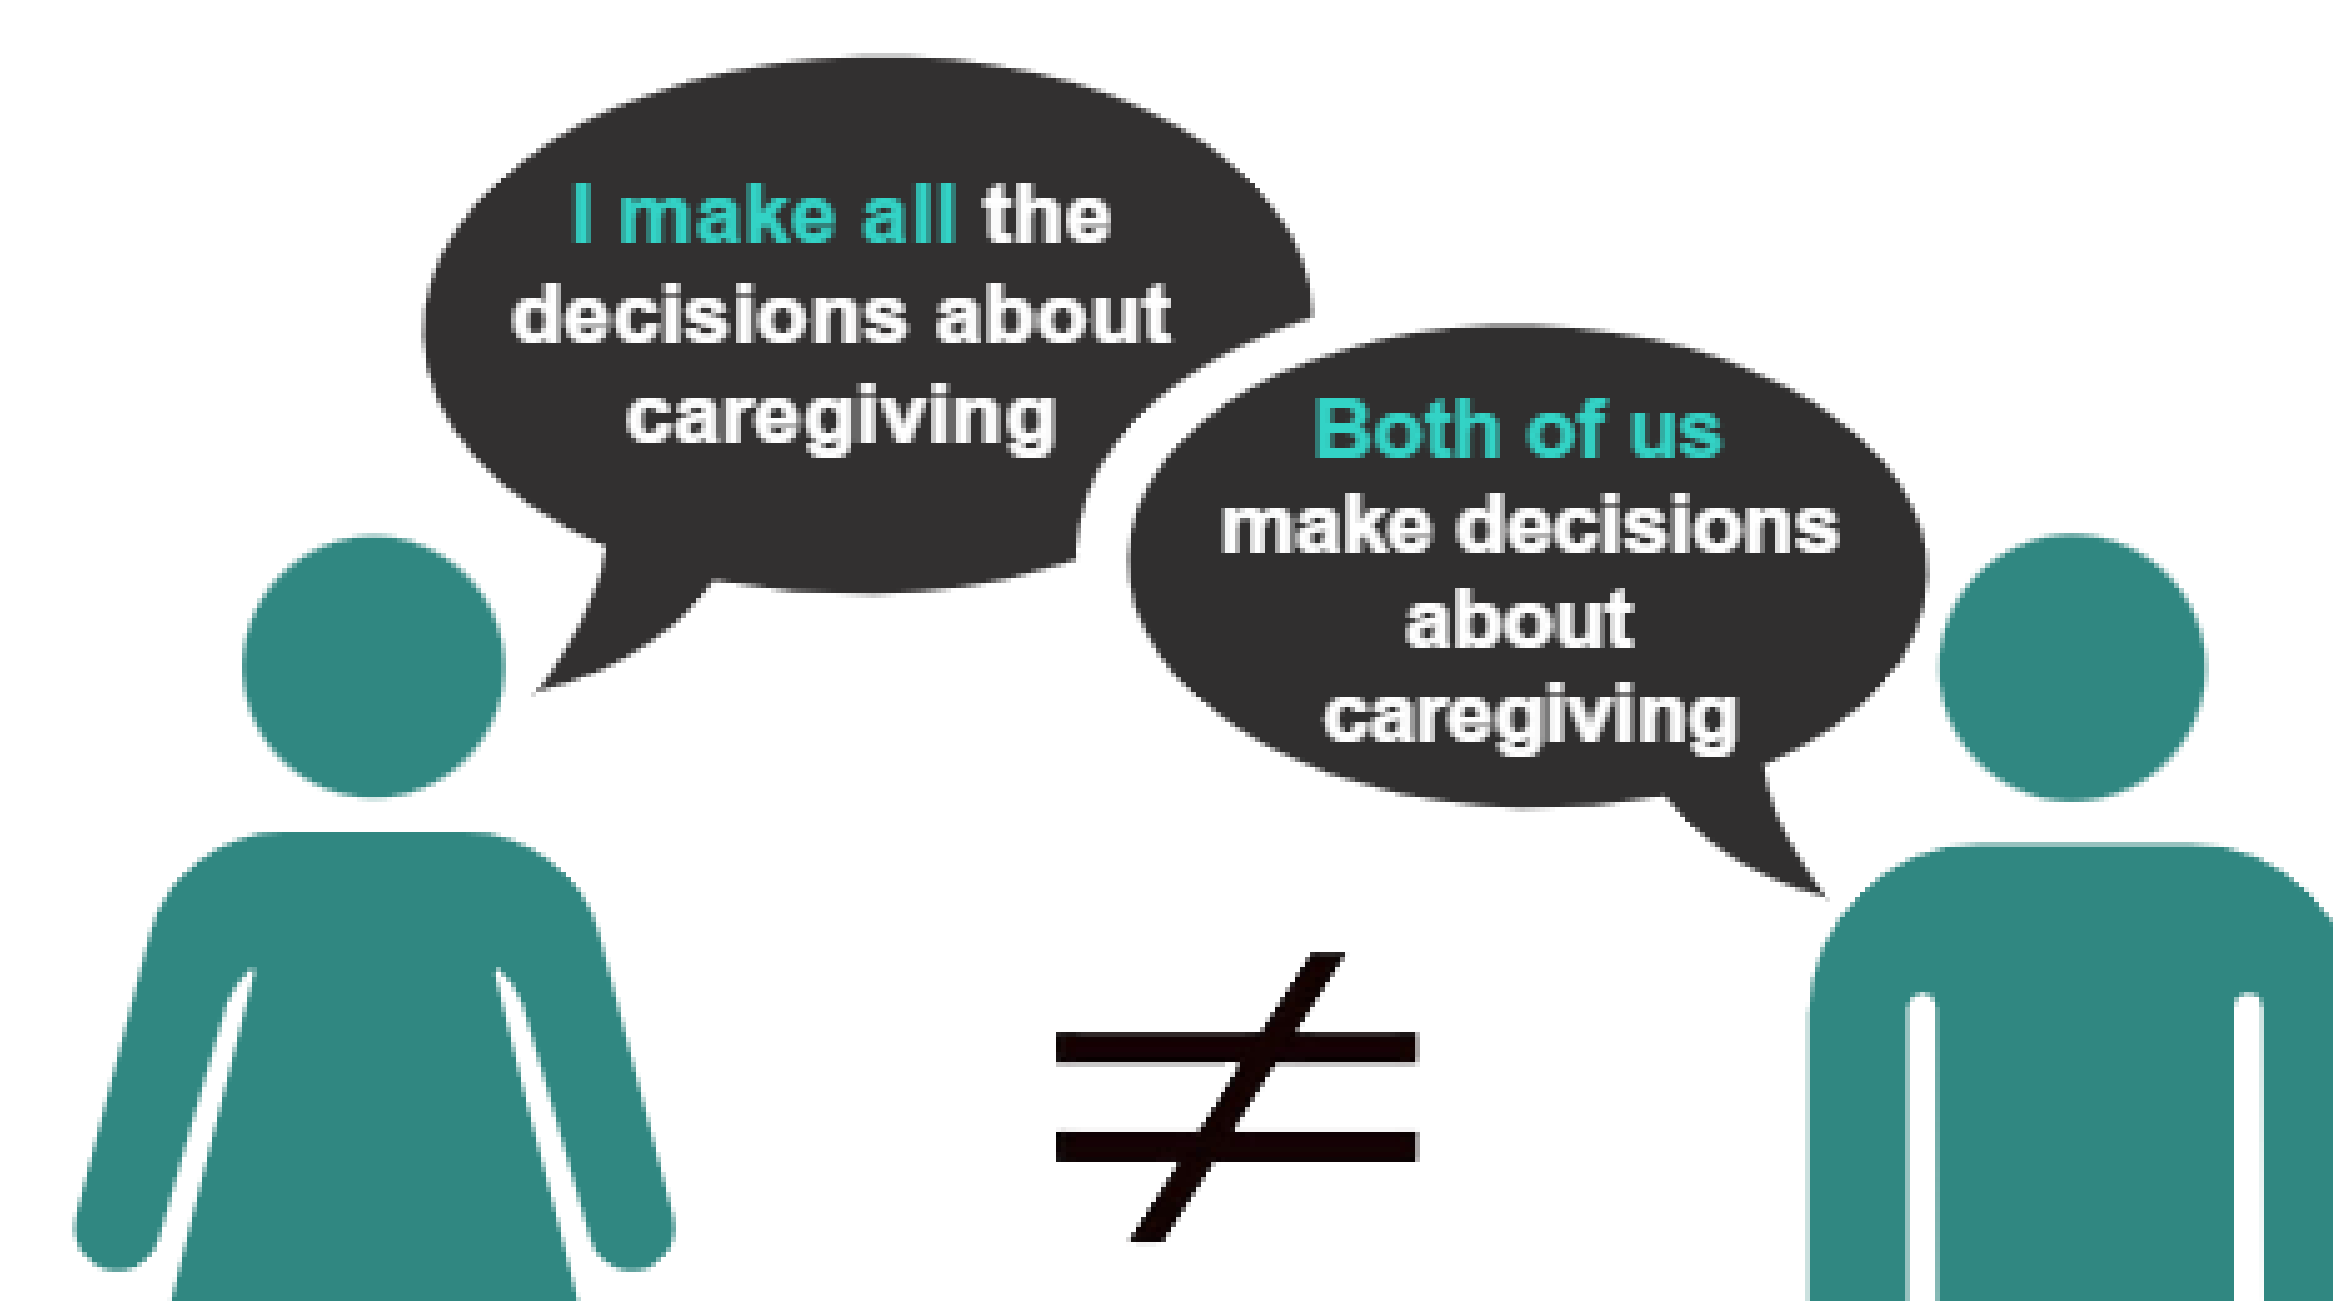 I make all the
decisions about
caregiving
Both of us
make decisions
about
caregiving
≠